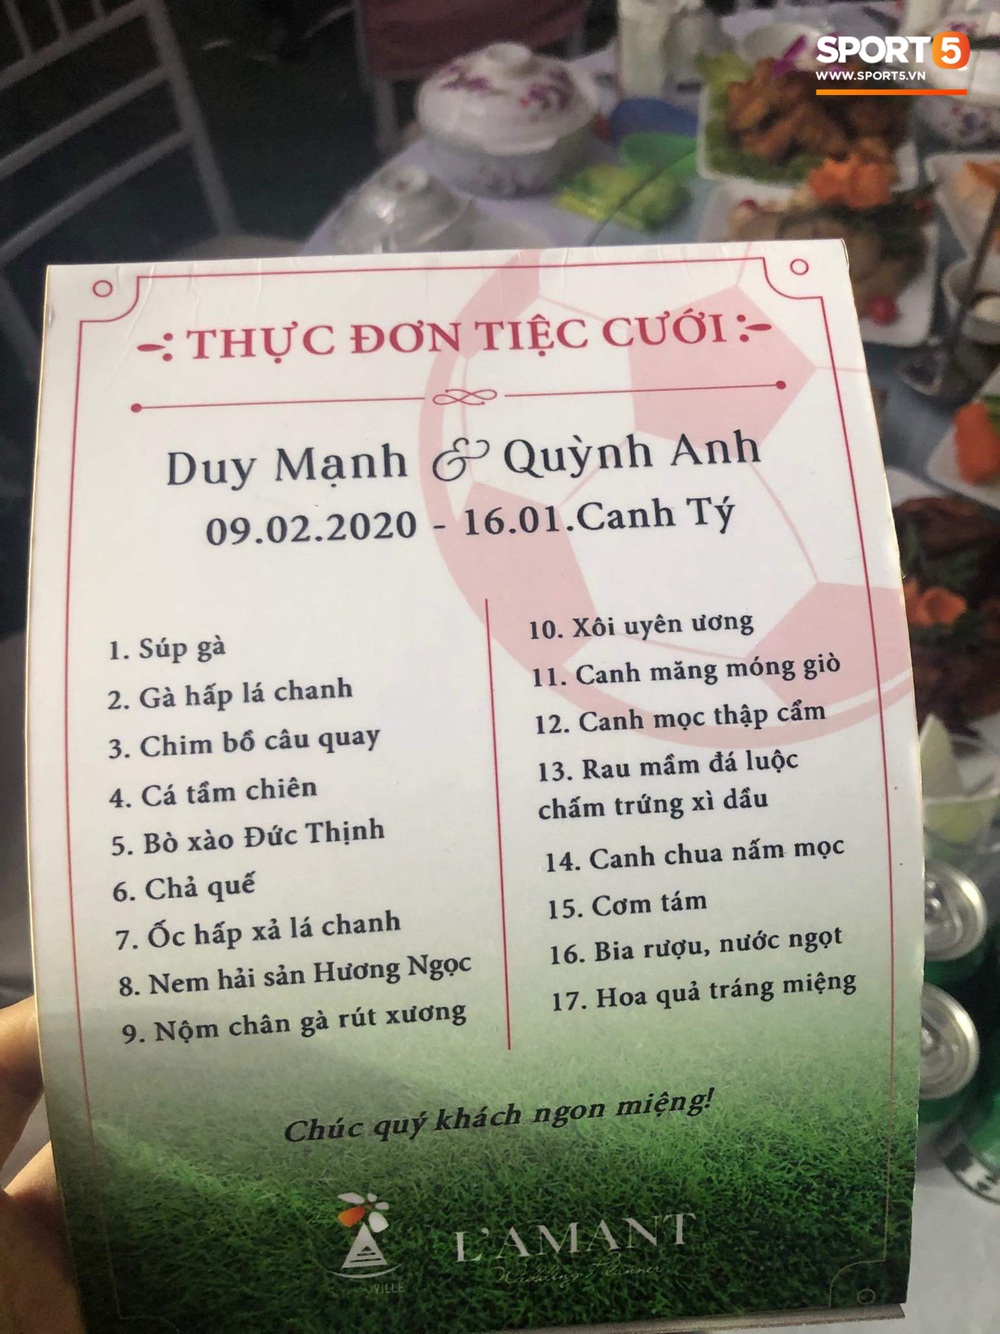 SPORT 5
WWW.SPORT5.VN
THỰC ĐƠN TIỆC CƯỚI
Duy Mạnh & Quỳnh Anh
09.02.2020 - 16.01.Canh Tý
1. Súp gà
2. Gà hấp lá chanh
3. Chim bồ câu quay
4. Cá tầm chiên
5. Bò xào Đức Thịnh
6. Chả quế
7. Ốc hấp xả lá chanh
8. Nem hải sản Hương Ngọc
9. Nộm chân gà rút xương
10. Xôi uyên ương
11. Canh măng móng giò
12. Canh mọc thập cẩm
13. Rau mầm đá luộc
chấm trứng xì dầu
14. Canh chua nấm mọc
15. Cơm tám
16. Bia rượu, nước ngọt
17. Hoa quả tráng miệng
Chúc quý khách ngon miệng!
VILLE
L'AMANT
Wedding Planner